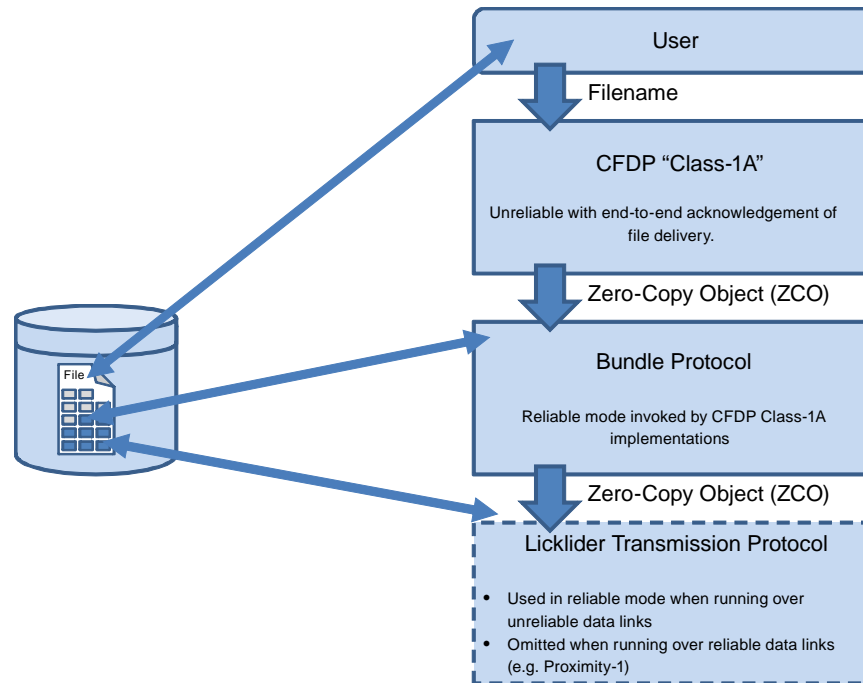 User
Filename
CFDP “Class-1A”
Unreliable with end-to-end acknowledgement of
file delivery.
Zero-Copy Object (ZCO)
File
Bundle Protocol
Reliable mode invoked by CFDP Class-1A
implementations
Zero-Copy Object (ZCO)
Licklider Transmission Protocol
• Used in reliable mode when running over
unreliable data links
• Omitted when running over reliable data links
(e.g. Proximity-1)